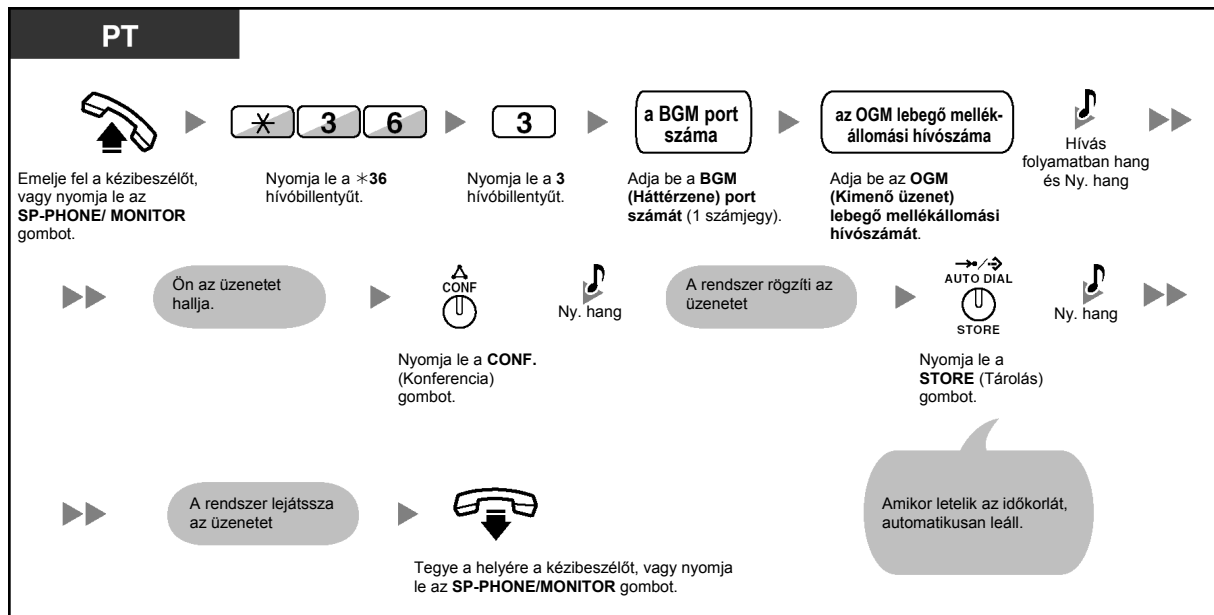 PT
✳ 3 6
3
a BGM port
száma
az OGM lebegő mellék-
állomási hívószáma
Emelje fel a kézibeszélőt,
vagy nyomja le az
SP-PHONE/ MONITOR
gombot.
Nyomja le a ✳36
hívóbillentyűt.
Nyomja le a 3
hívóbillentyűt.
Adja be a BGM
(Háttérzene) port
számát (1 számjegy).
Adja be az OGM
(Kimenő üzenet)
lebegő mellékállomási
hívószámát.
Hívás
folyamatban hang
és Ny. hang
Ön az üzenetet
hallja.
CONF
Ny. hang
A rendszer rögzíti az
üzenetet
AUTO DIAL
STORE
Ny. hang
Nyomja le a CONF.
(Konferencia)
gombot.
Nyomja le a
STORE (Tárolás)
gombot.
Amikor letelik az időkorlát,
automatikusan leáll.
A rendszer lejátssza
az üzenetet
Tegye a helyére a kézibeszélőt, vagy nyomja
le az SP-PHONE/MONITOR gombot.